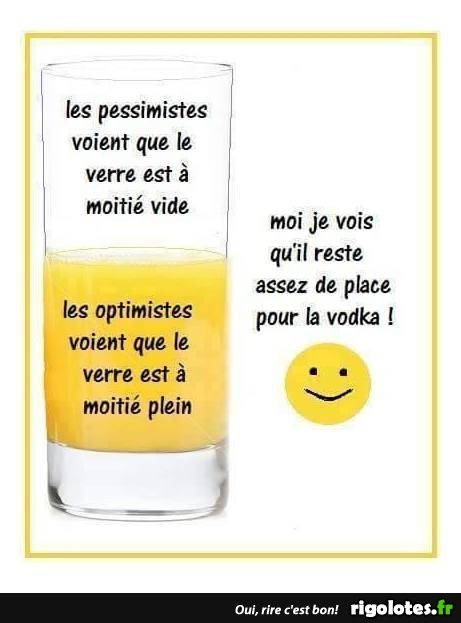 les pessimistes
voient que le
verre est à
moitié vide
les optimistes
voient que le
verre est à
moitié plein
moi je vois
qu'il reste
assez de place
pour la vodka !
Oui, rire c'est bon! rigolotes.fr